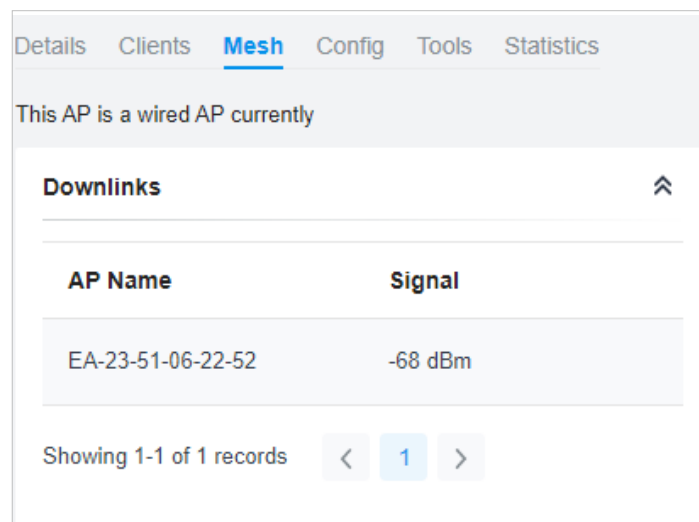 Details Clients Mesh Config Tools Statistics
This AP is a wired AP currently
Downlinks
AP Name Signal
EA-23-51-06-22-52 -68 dBm
Showing 1-1 of 1 records < 1 >